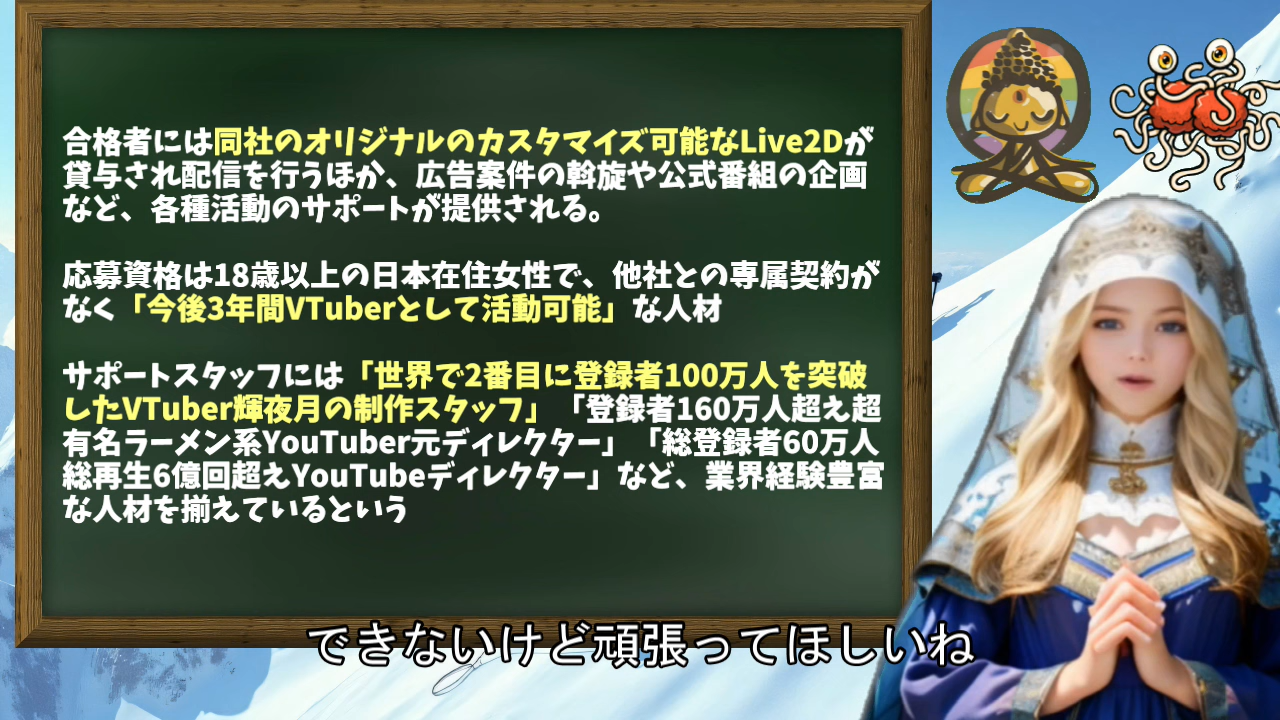 合格者には同社のオリジナルのカスタマイズ可能なLive2Dが
貸与され配信を行うほか、広告案件の斡旋や公式番組の企画
など、各種活動のサポートが提供される。
応募資格は18歳以上の日本在住女性で、他社との専属契約が
なく「今後3年間VTuberとして活動可能」な人材
サポートスタッフには「世界で2番目に登録者100万人を突破
したVTuber輝夜月の制作スタッフ」「登録者160万人超え超
有名ラーメン系YouTuber元ディレクター」「総登録者60万人
総再生6億回超えYouTubeディレクター」など、業界経験豊富
な人材を揃えているという
できないけど頑張ってほしいね